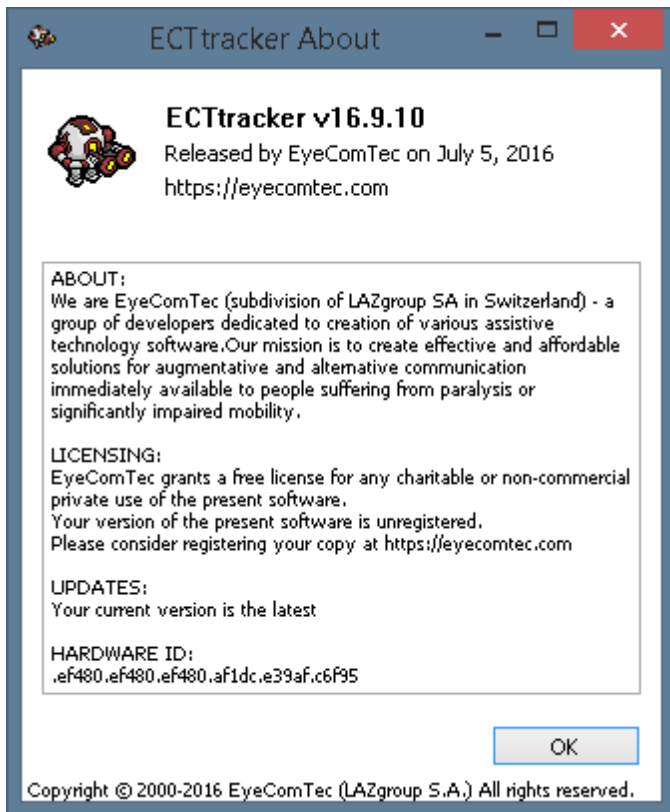 ECTtracker About
ECTtracker v16.9.10
Released by EyeComTec on July 5, 2016
https://eyecomtec.com
ABOUT:
We are EyeComTec (subdivision of LAZgroup SA in Switzerland) - a
group of developers dedicated to creation of various assistive
technology software.Our mission is to create effective and affordable
solutions for augmentative and alternative communication
immediately available to people suffering from paralysis or
significantly impaired mobility.
LICENSING:
EyeComTec grants a free license for any charitable or non-commercial
private use of the present software.
Your version of the present software is unregistered.
Please consider registering your copy at https://eyecomtec.com
UPDATES:
Your current version is the latest
HARDWARE ID:
.ef480.ef480.ef480.af1dc.e39af.c6f95
OK
Copyright © 2000-2016 EyeComTec (LAZgroup S.A.) All rights reserved.